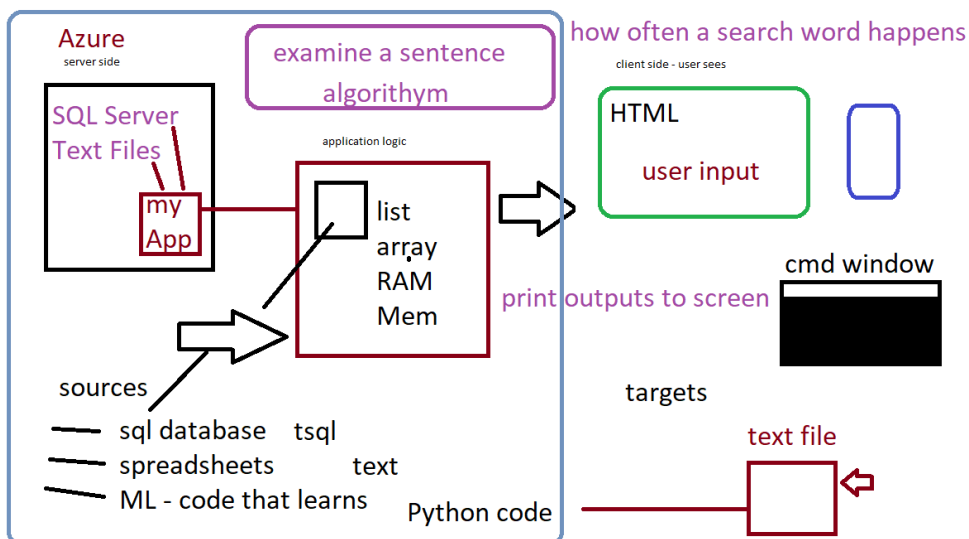 Azure
server side
SQL Server
Text Files
my
App
examine a sentence
algorithym
application logic
list
array
RAM
Mem
sources
sql database tsql
spreadsheets text
ML - code that learns
Python code
how often a search word happens
client side - user sees
HTML
user input
cmd window
print outputs to screen
targets
text file